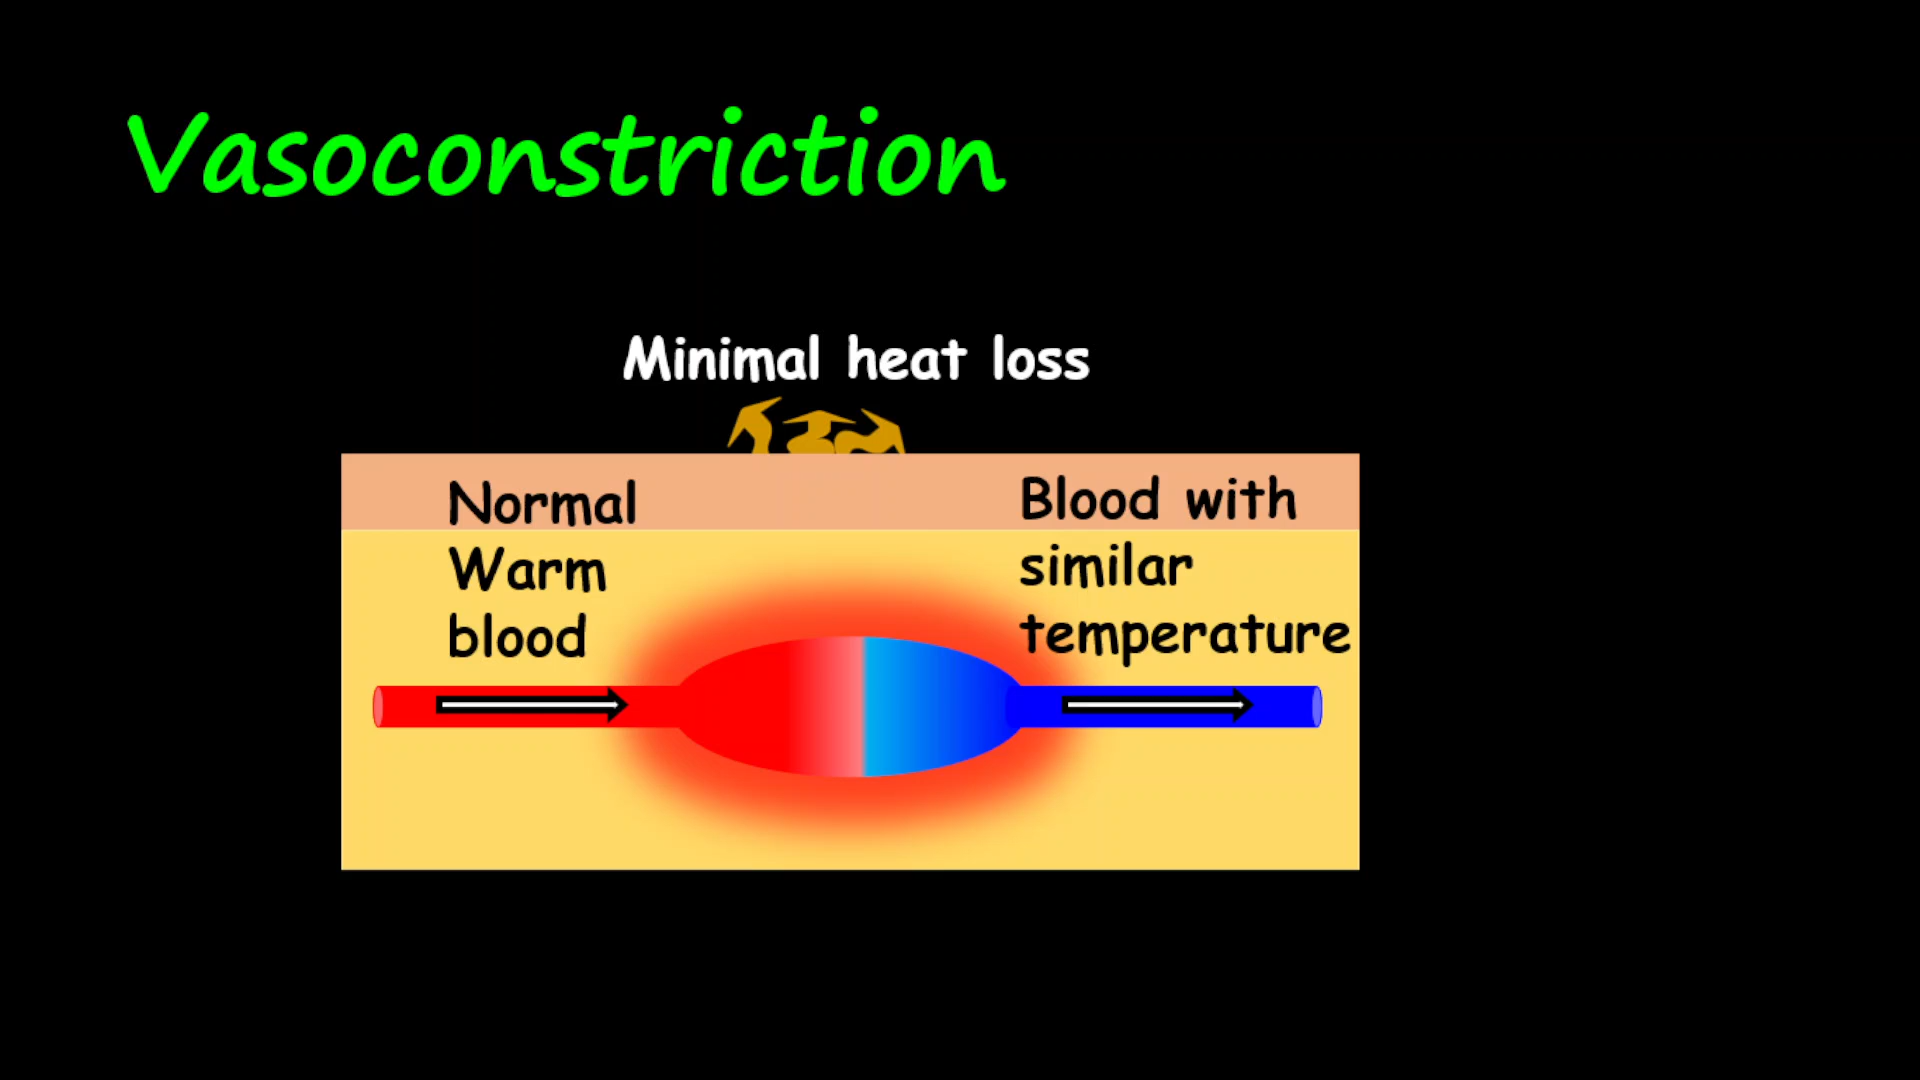 Vasoconstriction
Minimal heat loss
Normal
Warm
blood
Blood with
similar
temperature